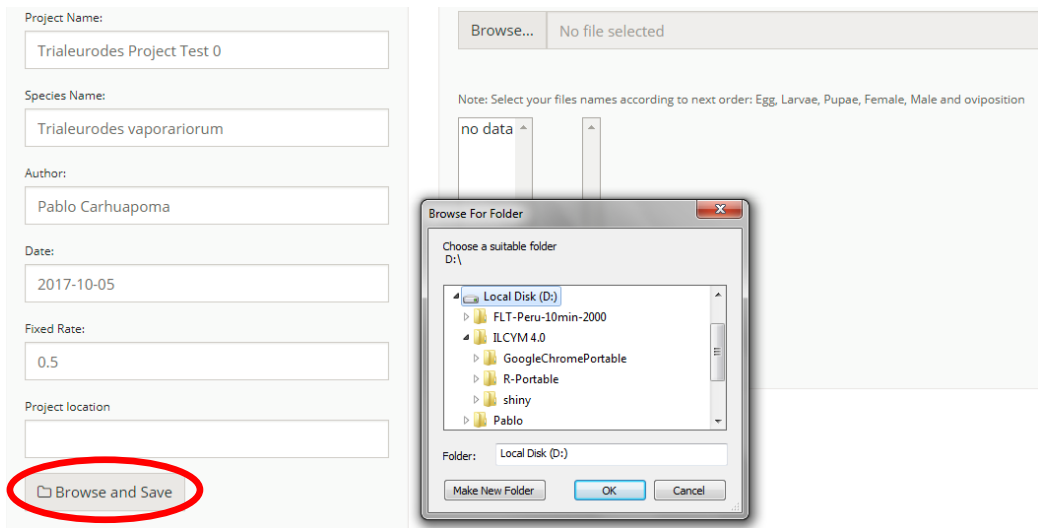 Project Name:
Trialeurodes Project Test 0
Species Name:
Trialeurodes vaporariorum
Author:
Pablo Carhuapoma
Date:
2017-10-05
Fixed Rate:
0.5
Project location
Browse and Save
Browse... No file selected
Note: Select your files names according to next order: Egg, Larvae, Pupae, Female, Male and oviposition
no data
Browse For Folder
Choose a suitable folder
D:\
Local Disk (D:)
FLT-Peru-10min-2000
ILCYM 4.0
GoogleChromePortable
R-Portable
shiny
Pablo
Folder: Local Disk (D:)
Make New Folder OK Cancel